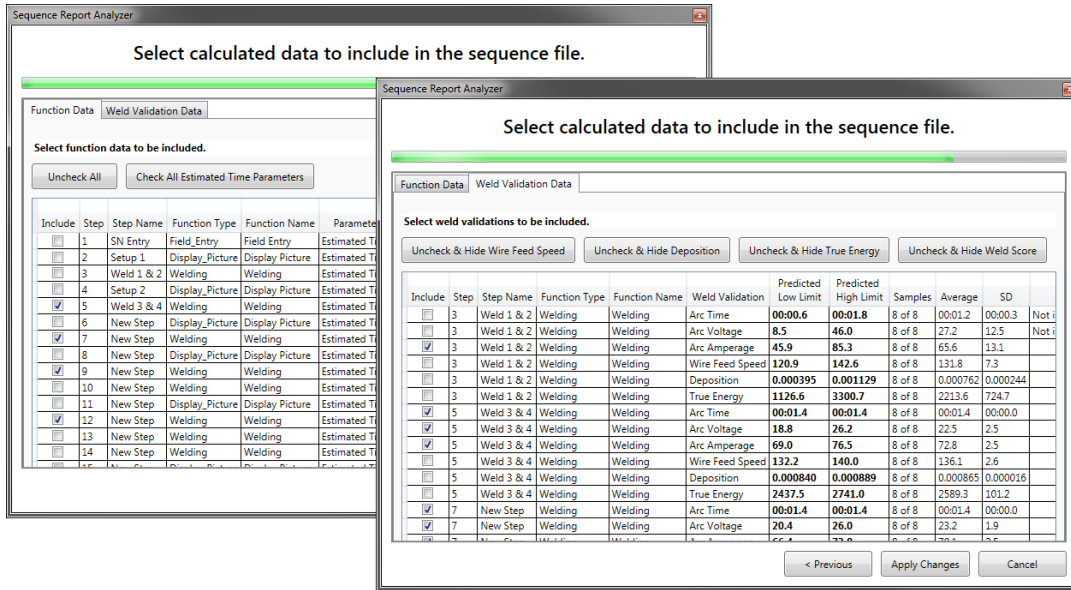 Sequence Report Analyzer
Select calculated data to include in the sequence file.
Function Data Weld Validation Data
Select function data to be included.
Uncheck All Check All Estimated Time Parameters
Include Step Step Name Function Type Function Name
1 SN Entry Field_Entry Field Entry Estimated
2 Setup 1 Display_Picture Display Picture Estimated
3 Weld 1 & 2 Welding Welding Estimated
4 Setup 2 Display_Picture Display Picture Estimated
5 Weld 3 & 4 Welding Welding Estimated
6 New Step Display_Picture Display Picture Estimated
7 New Step Welding Welding Estimated
8 New Step Display_Picture Display Picture Estimated
9 New Step Welding Welding Estimated
10 New Step Welding Welding Estimated
11 New Step Display_Picture Display Picture Estimated
12 New Step Welding Welding Estimated
13 New Step Welding Welding Estimated
14 New Step Welding Welding Estimated
Sequence Report Analyzer
Select calculated data to include in the sequence file.
Function Data Weld Validation Data
Select weld validations to be included.
Uncheck & Hide Wire Feed Speed Uncheck & Hide Deposition Uncheck & Hide True Energy Uncheck & Hide Weld Score
Predicted Predicted
Include Step Step Name Function Type Function Name Weld Validation Low Limit High Limit Samples Average SD
3 Weld 1 & 2 Welding Welding Arc Time 00:00.6 00:01.8 8 of 8 00:01.2 00:00.3 Not i
3 Weld 1 & 2 Welding Welding Arc Voltage 8.5 46.0 8 of 8 27.2 12.5 Not i
3 Weld 1 & 2 Welding Welding Arc Amperage 45.9 85.3 8 of 8 65.6 13.1
3 Weld 1 & 2 Welding Welding Wire Feed Speed 120.9 142.6 8 of 8 131.8 7.3
3 Weld 1 & 2 Welding Welding Deposition 0.000395 0.001129 8 of 8 0.000762 0.000244
3 Weld 1 & 2 Welding Welding True Energy 1126.6 3300.7 8 of 8 2213.6 724.7
5 Weld 3 & 4 Welding Welding Arc Time 00:01.4 00:01.4 8 of 8 00:01.4 00:00.0
5 Weld 3 & 4 Welding Welding Arc Voltage 18.8 26.2 8 of 8 22.5 2.5
5 Weld 3 & 4 Welding Welding Arc Amperage 69.0 76.5 8 of 8 72.8 2.5
5 Weld 3 & 4 Welding Welding Wire Feed Speed 132.2 140.0 8 of 8 136.1 2.6
5 Weld 3 & 4 Welding Welding Deposition 0.000840 0.000889 8 of 8 0.000865 0.000016
5 Weld 3 & 4 Welding Welding True Energy 2437.5 2741.0 8 of 8 2589.3 101.2
7 New Step Welding Welding Arc Time 00:01.4 00:01.4 8 of 8 00:01.4 00:00.0
7 New Step Welding Welding Arc Voltage 20.4 26.0 8 of 8 23.2 1.9
< Previous Apply Changes Cancel